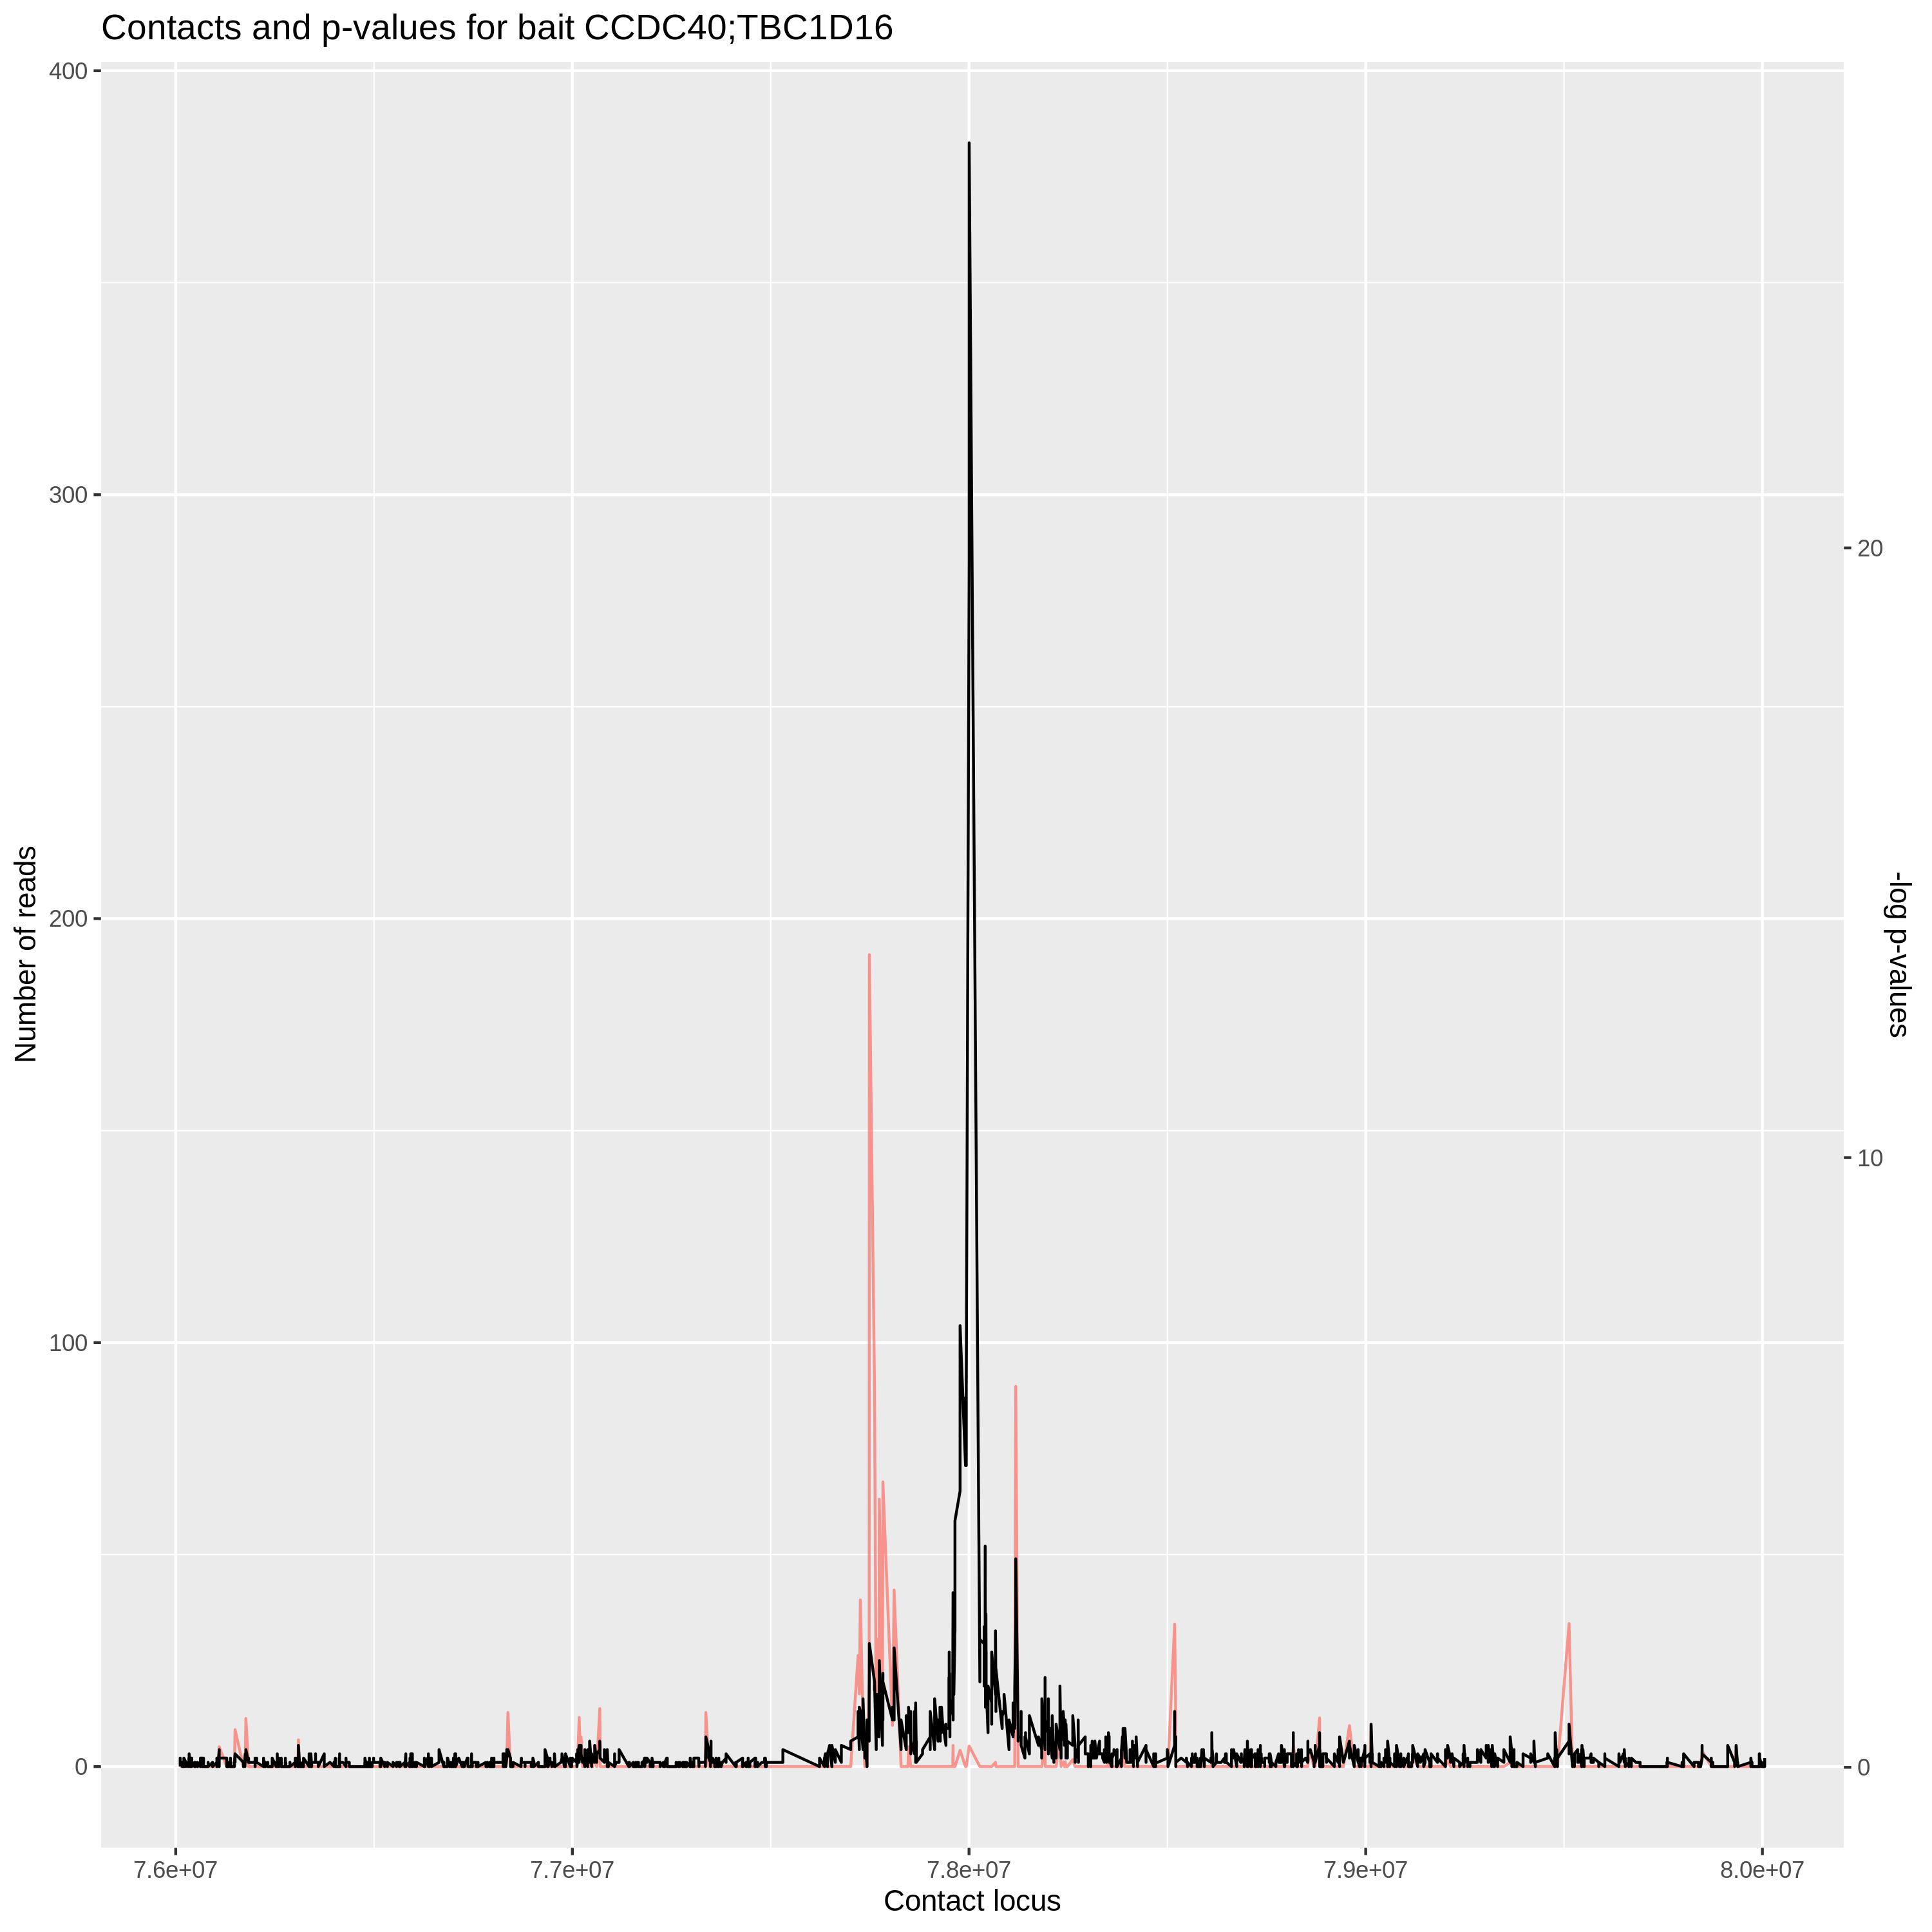 Contacts and p-values for bait CCDC40;TBC1D16
400
300
200
100
0
Number of reads
20
10
0
-log p-values
7.6e+07 7.7e+07 7.8e+07 7.9e+07 8.0e+07
Contact locus